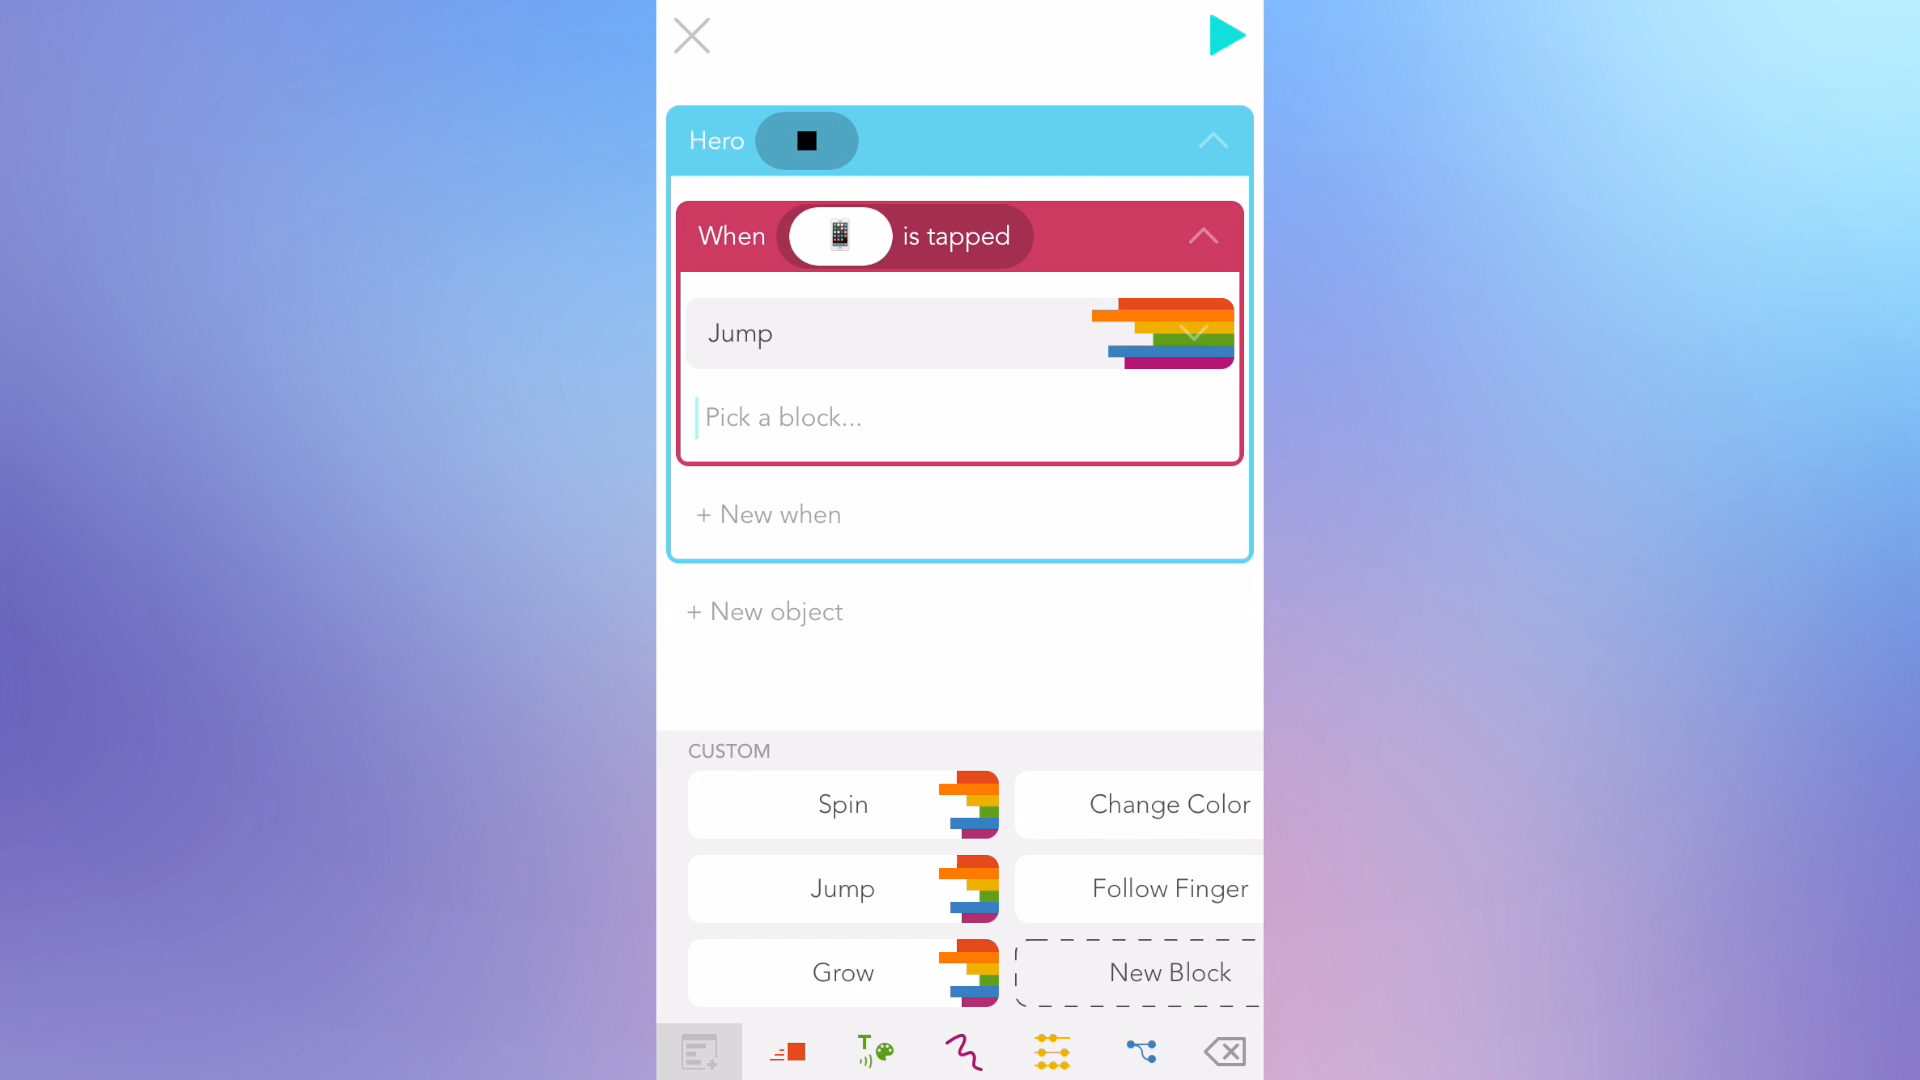 Hero
When is tapped
Jump
Pick a block...
+ New when
+ New object
CUSTOM
Spin
Change Color
Jump
Follow Finger
Grow
New Block
T